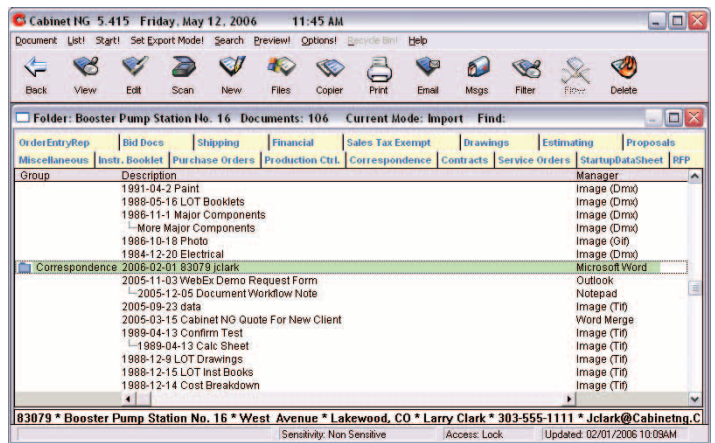 Cabinet NG 5.415 Friday, May 12, 2006 11:45 AM
Document List! Start! Set Export Mode! Search Preview! Options! Recycle Bin! Help
Back View Edit Scan New Files Copier Print Email Msgs Filter Flow Delete
Folder: Booster Pump Station No. 16 Documents: 106 Current Mode: Import Find:
OrderEntryRep Bid Docs Shipping Financial Sales Tax Exempt Drawings Estimating Proposals
Miscellaneous Instr. Booklet Purchase Orders Production Ctrl. Correspondence Contracts Service Orders StartupDataSheet RFP
Group Description Manager
1991-04-2 Paint Image (Dmx)
1988-05-16 LOT Booklets Image (Dmx)
1986-11-1 Major Components Image (Dmx)
More Major Components Image (Dmx)
1986-10-18 Photo Image (Gif)
1984-12-20 Electrical Image (Dmx)
Correspondence 2006-02-01 83079 jclark Microsoft Word
2005-11-03 WebEx Demo Request Form Outlook
2005-12-05 Document Workflow Note Notepad
2005-09-23 data Image (Tif)
2005-03-15 Cabinet NG Quote For New Client Word Merge
1989-04-13 Confirm Test Image (Tif)
1989-04-13 Calc Sheet Image (Tif)
1988-12-9 LOT Drawings Image (Tif)
1988-12-15 LOT Inst Books Image (Tif)
1988-12-14 Cost Breakdown Image (Tif)
83079 * Booster Pump Station No. 16 * West Avenue * Lakewood, CO * Larry Clark * 303-555-1111 * Jclark@Cabinetng.C
Sensitivity: Non Sensitive Access: Lock Updated: 02/01/2006 10:09AM